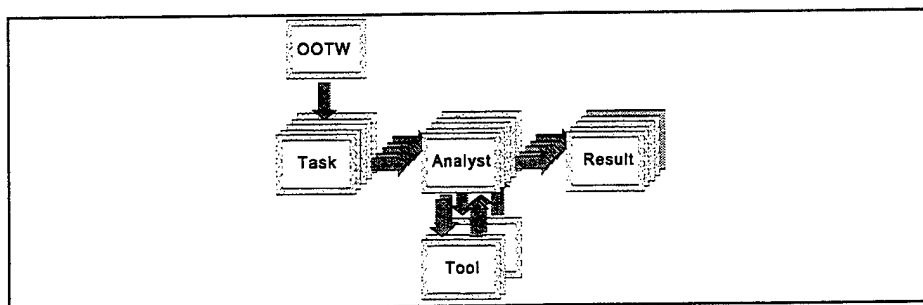 OOTW
Task
Analyst
Result
Tool